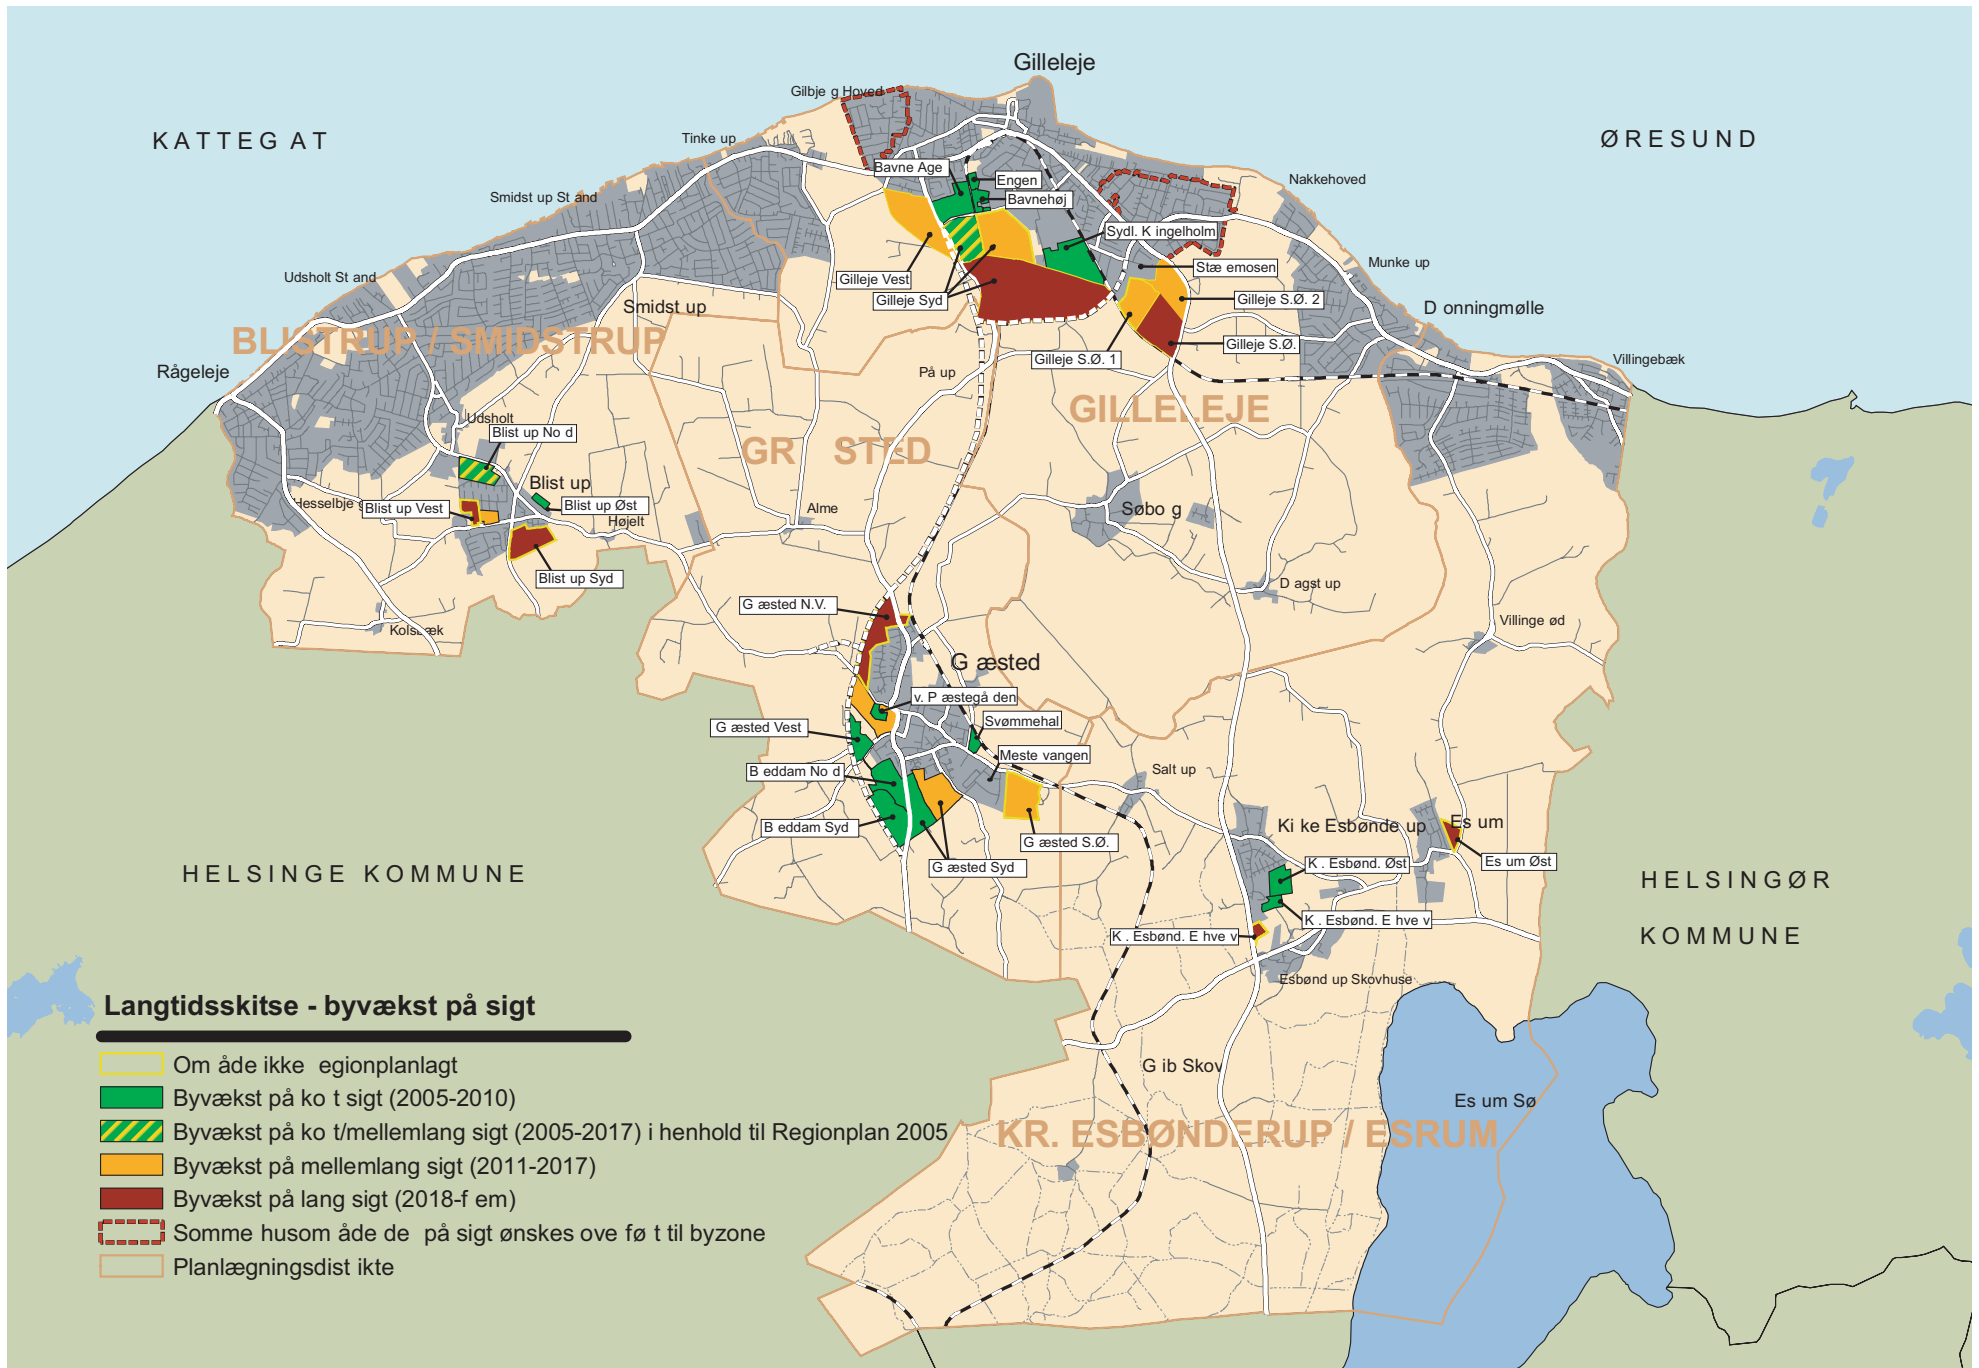 Gilleleje
Gilbje g Hoved
KATTEG AT
ØRESUND
Tinke up
Bavne Age
Engen
Nakkehoved
Smidst up St and
Bavnehøj
Sydl. K ingelholm
Stæ emosen
Munke up
Udsholt St and
Gilleje Vest
Gilleje Syd
Gilleje S.Ø. 2
Smidst up
D onningmølle
BLISTRUP / SMIDSTRUP
Gilleje S.Ø.
Gilleje S.Ø. 1
Villingebæk
Rågeleje
På up
GILLELEJE
Udsholt
Blist up No d
GR STED
Blist up
Hesselbje g
Blist up Vest
Blist up Øst
Alme
Søbo g
Højelt
Blist up Syd
D agst up
G æsted N.V.
Kolsbæk
Villinge ød
G æsted
v. P æstegå den
G æsted Vest
Svømmehal
Meste vangen
B eddam No d
Salt up
B eddam Syd
Ki ke Esbønde up
Es um
G æsted S.Ø.
G æsted Syd
K . Esbønd. Øst
Es um Øst
HELSINGE KOMMUNE
HELSINGØR
KOMMUNE
K . Esbønd. E hve v
K . Esbønd. E hve v
Esbønd up Skovhuse
G ib Skov
Es um Sø
KR. ESBØNDERUP / ESRUM
Langtidsskitse - byvækst på sigt
Om åde ikke egionplanlagt
Byvækst på ko t sigt (2005-2010)
Byvækst på ko t/mellemlang sigt (2005-2017) i henhold til Regionplan 2005
Byvækst på mellemlang sigt (2011-2017)
Byvækst på lang sigt (2018-f em)
Somme husom åde de på sigt ønskes ove fø t til byzone
Planlægningsdist ikte